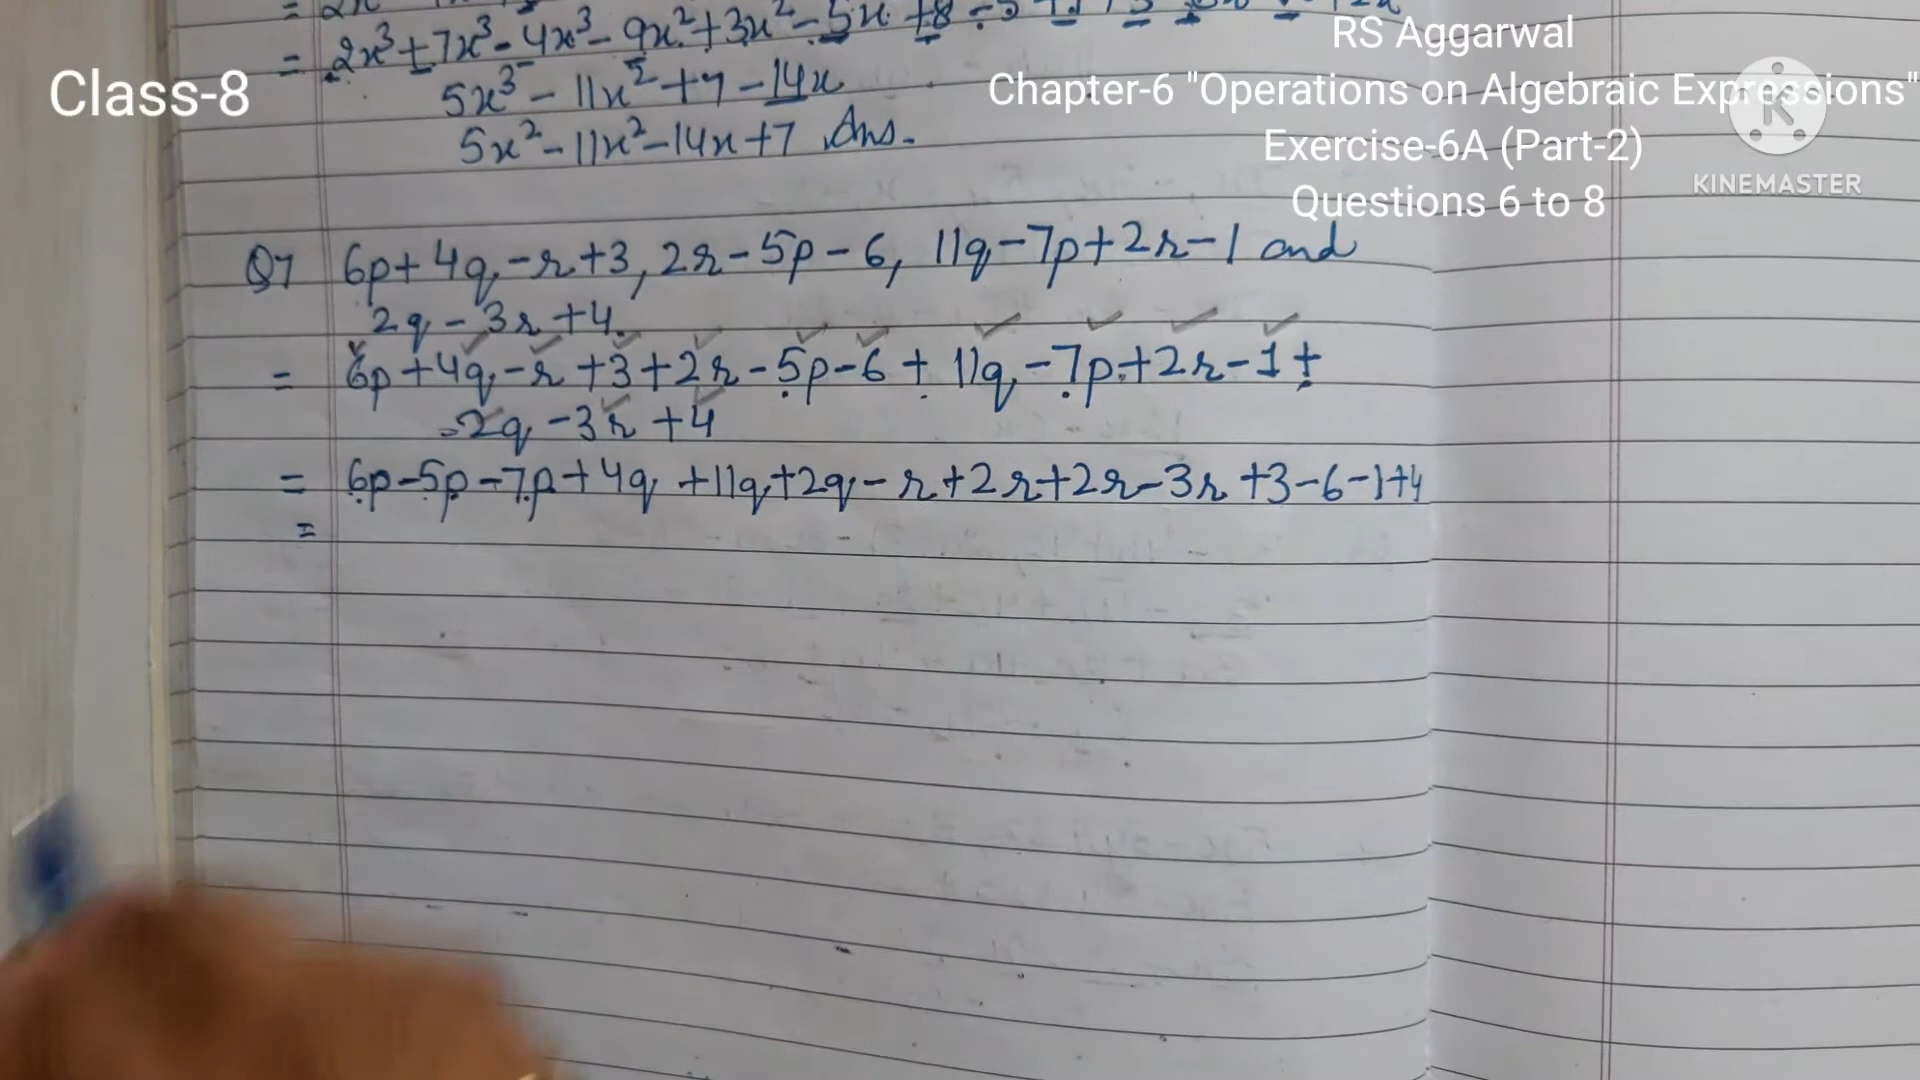 = 2x³+7x³-4x³-9x²+3x²-5x+8
5x³-11x²+7-14x
5x²-11x²-14x+7 Ans.
Class-8
RS Aggarwal
Chapter-6 "Operations on Algebraic Expressions"
Exercise-6A (Part-2)
Questions 6 to 8
K
KINEMASTER
Q7 6p+4q-r+3, 2r-5p-6, 11q-7p+2r-1 and
2q-3r+4.
= 6p+4q-r+3+2r-5p-6+11q-7p+2r-1+
2q-3r+4
= 6p-5p-7p+4q+11q+2q-r+2r+2r-3r+3-6-1+4
=